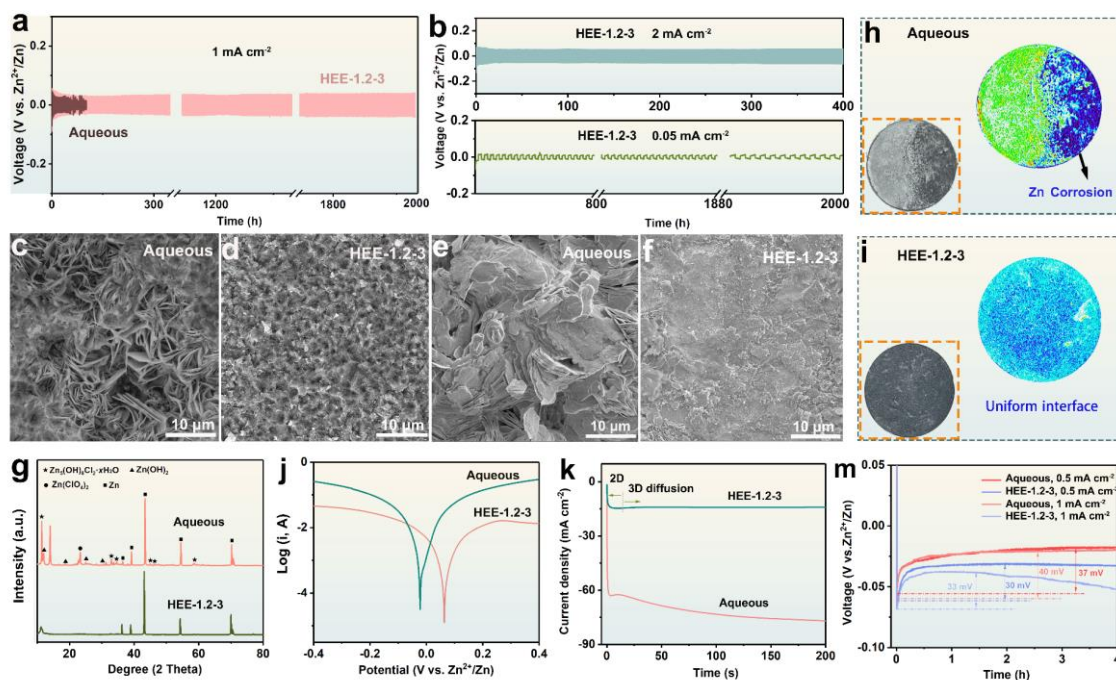 a
0.2
0.0
-0.2
Voltage (V vs. Zn²⁺/Zn)
1 mA cm⁻²
HEE-1.2-3
Aqueous
0 300 1200 1800 2000
Time (h)
b
0.2
0.0
-0.3
HEE-1.2-3 2 mA cm⁻²
0 100 200 300 400
0.2
0.0
-0.2
HEE-1.2-3 0.05 mA cm⁻²
800 1880 2000
Voltage (V vs. Zn²⁺/Zn)
Time (h)
h
Aqueous
Zn Corrosion
c
Aqueous
10 μm
d
HEE-1.2-3
10 μm
e
Aqueous
10 μm
f
HEE-1.2-3
10 μm
i
HEE-1.2-3
Uniform interface
g
★ Zn₅(OH)₈Cl₂·xH₂O ▲ Zn(OH)₂
● Zn(ClO₄)₂ ■ Zn
Aqueous
HEE-1.2-3
Intensity (a.u.)
20 40 60 80
Degree (2 Theta)
j
Aqueous
HEE-1.2-3
Log (i, A)
0
-1
-2
-3
-4
-5
-0.4 -0.2 0.0 0.2 0.4
Potential (V vs. Zn²⁺/Zn)
k
2D
3D diffusion
HEE-1.2-3
Aqueous
Current density (mA cm⁻²)
0
-30
-60
-90
0 50 100 150 200
Time (s)
m
Aqueous, 0.5 mA cm⁻²
HEE-1.2-3, 0.5 mA cm⁻²
Aqueous, 1 mA cm⁻²
HEE-1.2-3, 1 mA cm⁻²
33 mV
30 mV
40 mV
37 mV
Voltage (V vs.Zn²⁺/Zn)
0.05
0.00
-0.05
-0.10
0 1 2 3 4
Time (h)